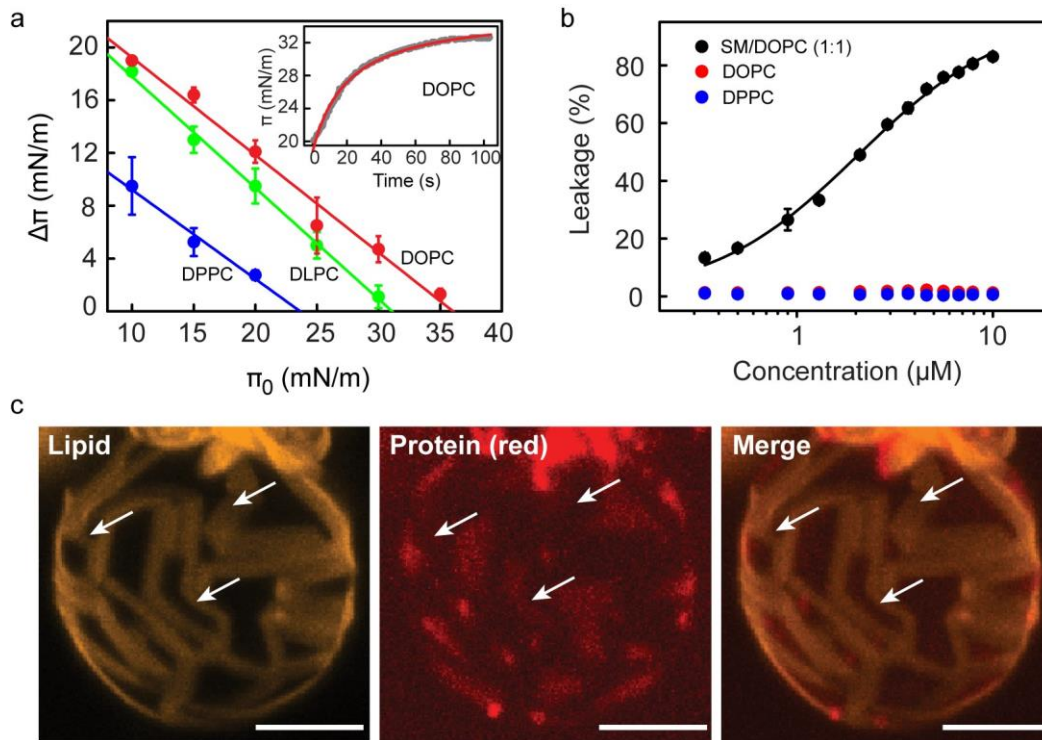 a
Δπ (mN/m)
20
16
12
8
4
0
10
15
20
25
30
35
40
π₀ (mN/m)
DPPC
DLPC
DOPC
π (mN/m)
32
28
24
20
0
20
40
60
80
100
Time (s)
DOPC
b
Leakage (%)
80
60
40
20
0
1
10
Concentration (µM)
SM/DOPC (1:1)
DOPC
DPPC
c
Lipid
Protein (red)
Merge